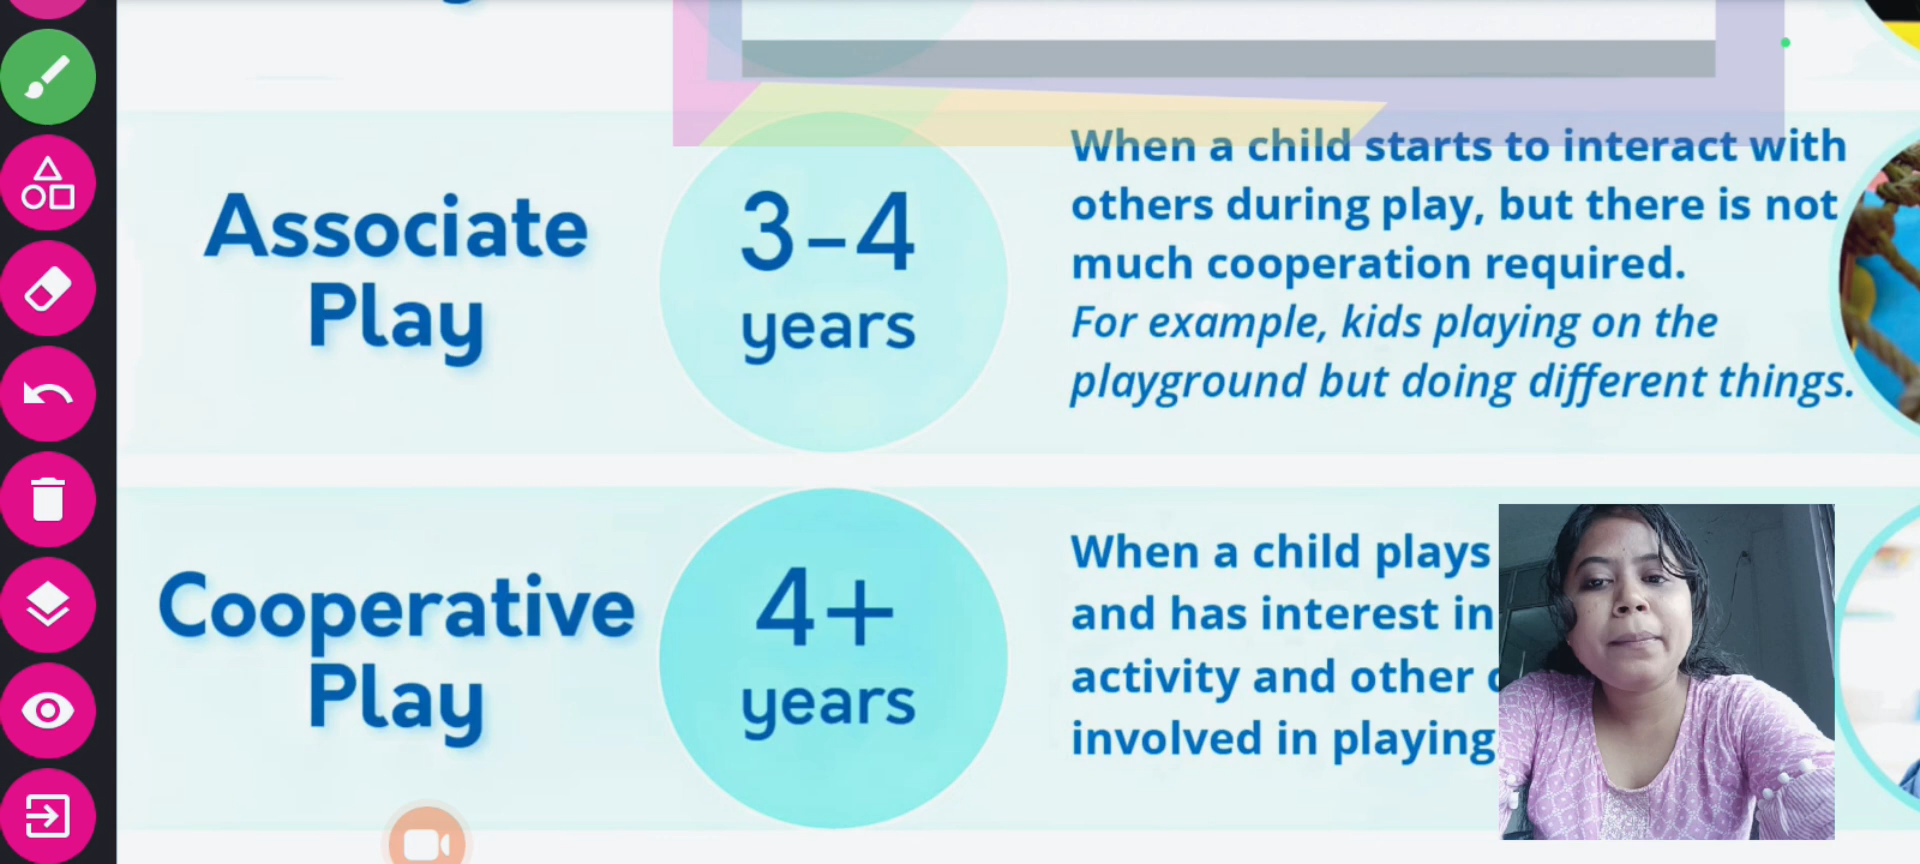 Associate
Play
3-4
years
When a child starts to interact with
others during play, but there is not
much cooperation required.
For example, kids playing on the
playground but doing different things.
Cooperative
Play
4+
years
When a child plays
and has interest in
activity and other
involved in playing